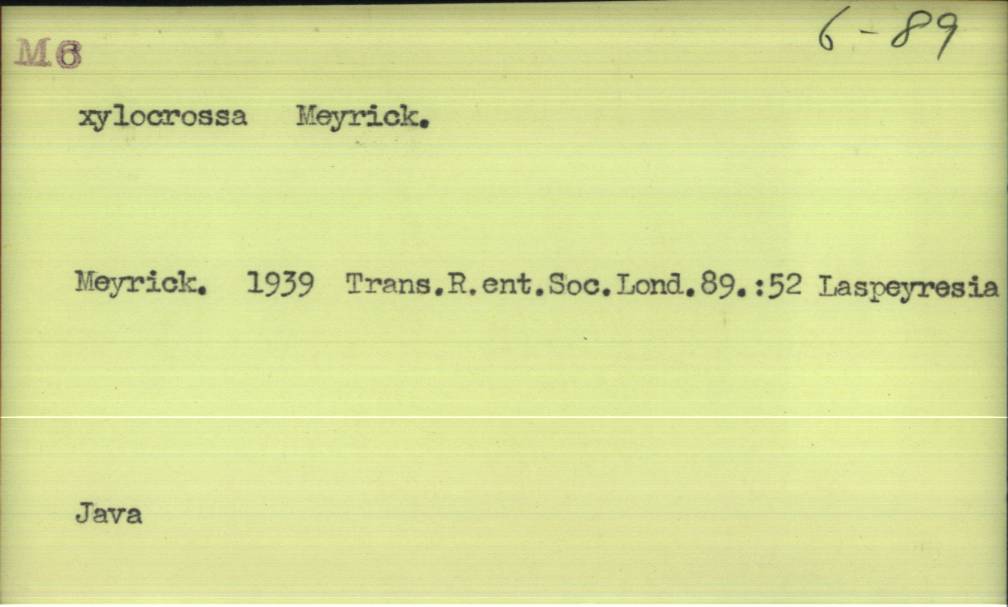 M6
6-89
xylocrossa Meyrick.
Meyrick. 1939 Trans.R.ent.Soc.Lond.89.:52 Laspeyresia
Java